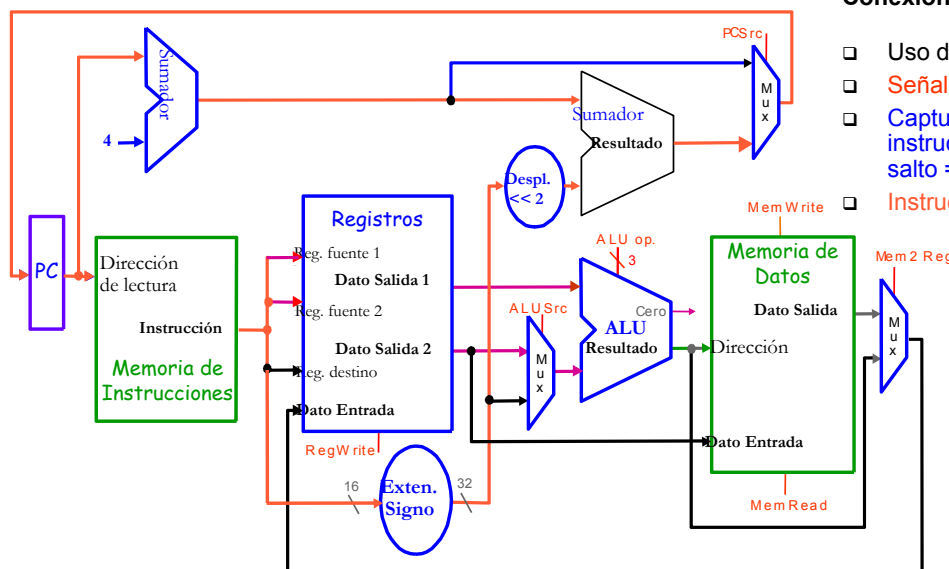 Conexión
PCSrc
Uso d
Señal
Captu
instruc
salto =
Instruc
Sumador
4
Mux
Sumador
Resultado
Despl.
<< 2
MemWrite
Registros
Reg. fuente 1
Dato Salida 1
Reg. fuente 2
Dato Salida 2
Reg. destino
Dato Entrada
RegWrite
PC
Dirección
de lectura
Instrucción
Memoria de
Instrucciones
ALU op.
3
ALUSrc
Mux
Cero
ALU
Resultado
Memoria de
Datos
Dato Salida
Dirección
Dato Entrada
MemRead
Mem2 Reg
Mux
16
Exten.
Signo
32